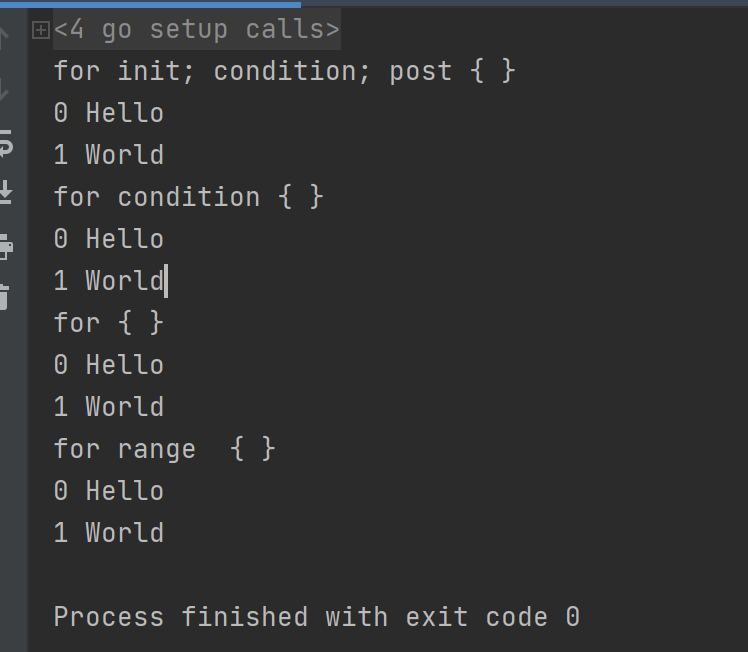 <4 go setup calls>
for init; condition; post { }
0 Hello
1 World
for condition { }
0 Hello
1 World
for { }
0 Hello
1 World
for range  { }
0 Hello
1 World
Process finished with exit code 0